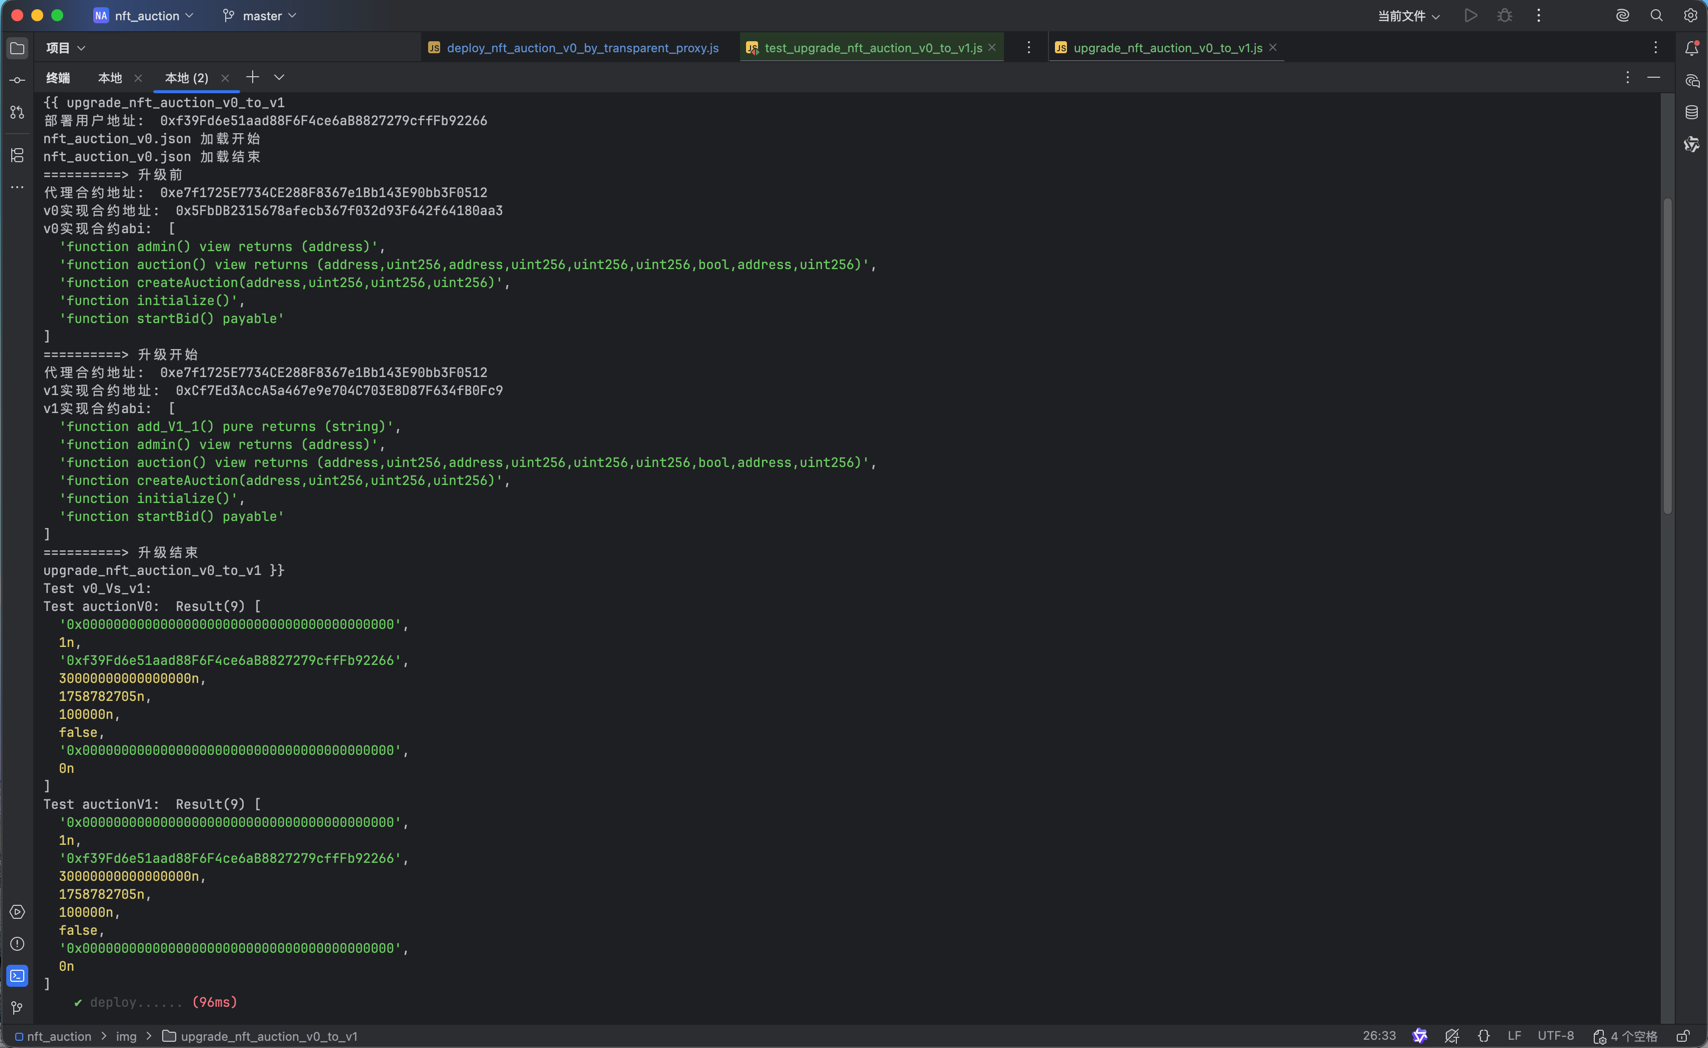 NA nft_auction master 当前文件
项目 deploy_nft_auction_v0_by_transparent_proxy.js test_upgrade_nft_auction_v0_to_v1.js upgrade_nft_auction_v0_to_v1.js
终端 本地 本地 (2)
{{ upgrade_nft_auction_v0_to_v1
部署用户地址: 0xf39Fd6e51aad88F6F4ce6aB8827279cffFb92266
nft_auction_v0.json 加载开始
nft_auction_v0.json 加载结束
==========> 升级前
代理合约地址: 0xe7f1725E7734CE288F8367e1Bb143E90bb3F0512
v0实现合约地址: 0x5FbDB2315678afecb367f032d93F642f64180aa3
v0实现合约abi: [
'function admin() view returns (address)',
'function auction() view returns (address,uint256,address,uint256,uint256,uint256,bool,address,uint256)',
'function createAuction(address,uint256,uint256,uint256)',
'function initialize()',
'function startBid() payable'
]
==========> 升级开始
代理合约地址: 0xe7f1725E7734CE288F8367e1Bb143E90bb3F0512
v1实现合约地址: 0xCf7Ed3AccA5a467e9e704C703E8D87F634fB0Fc9
v1实现合约abi: [
'function add_V1_1() pure returns (string)',
'function admin() view returns (address)',
'function auction() view returns (address,uint256,address,uint256,uint256,uint256,bool,address,uint256)',
'function createAuction(address,uint256,uint256,uint256)',
'function initialize()',
'function startBid() payable'
]
==========> 升级结束
upgrade_nft_auction_v0_to_v1 }}
Test v0_Vs_v1:
Test auctionV0: Result(9) [
'0x0000000000000000000000000000000000000000',
1n,
'0xf39Fd6e51aad88F6F4ce6aB8827279cffFb92266',
30000000000000000n,
1758782705n,
100000n,
false,
'0x0000000000000000000000000000000000000000',
0n
]
Test auctionV1: Result(9) [
'0x0000000000000000000000000000000000000000',
1n,
'0xf39Fd6e51aad88F6F4ce6aB8827279cffFb92266',
30000000000000000n,
1758782705n,
100000n,
false,
'0x0000000000000000000000000000000000000000',
0n
]
✔ deploy...... (96ms)
nft_auction > img > upgrade_nft_auction_v0_to_v1 26:33 {} LF UTF-8 4 个空格